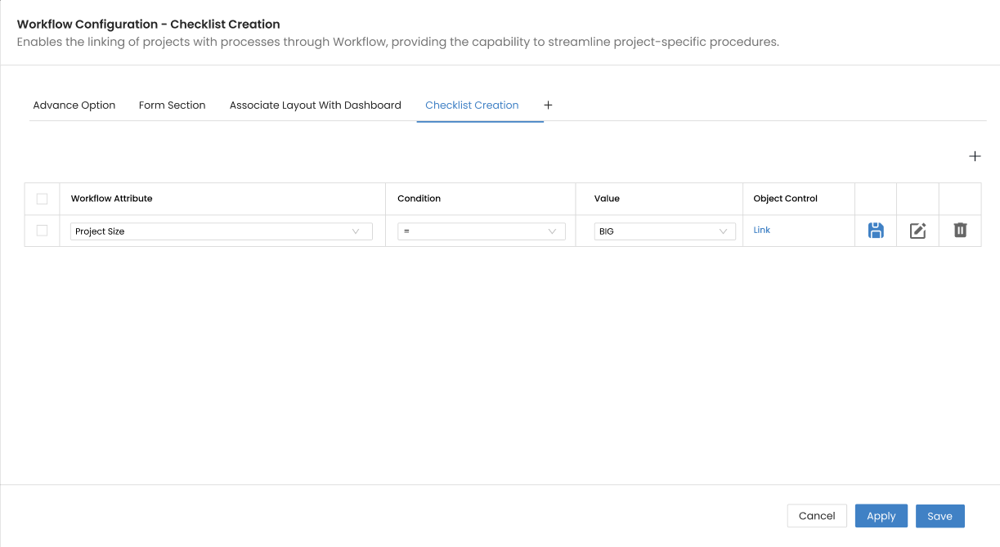 Workflow Configuration - Checklist Creation
Enables the linking of projects with processes through Workflow, providing the capability to streamline project-specific procedures.
Advance Option Form Section Associate Layout With Dashboard Checklist Creation +
+
Workflow Attribute Condition Value Object Control
Project Size = BIG Link
Cancel Apply Save